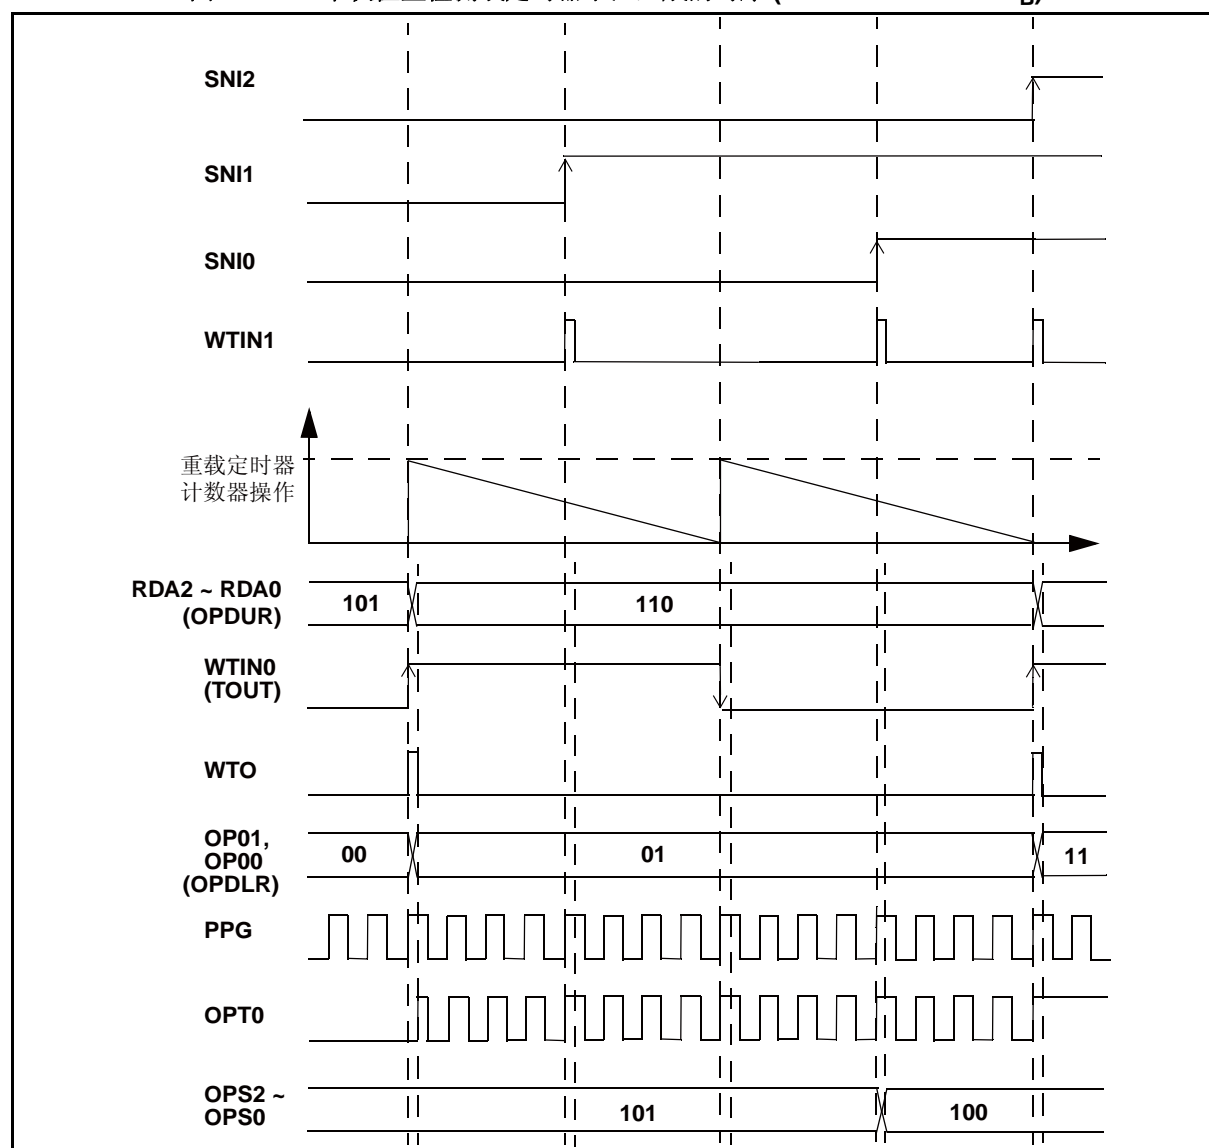 SNI2
SNI1
SNI0
WTIN1
重载定时器
计数器操作
RDA2 ~ RDA0
(OPDUR)
101
110
WTIN0
(TOUT)
WTO
OP01,
OP00
(OPDLR)
00
01
11
PPG
OPT0
OPS2 ~
OPS0
101
100